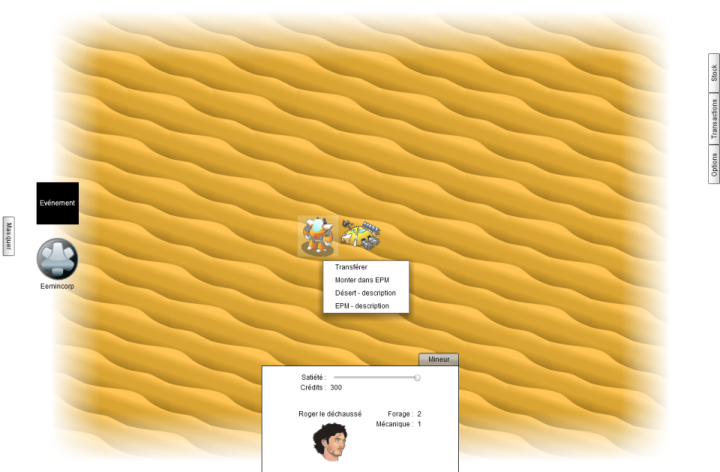 Stock
Transactions
Options
Evénement
Masquer
Eemincorp
Transférer
Monter dans EPM
Désert - description
EPM - description
Mineur
Satiété :
Crédits : 300
Roger le déchaussé
Forage : 2
Mécanique : 1